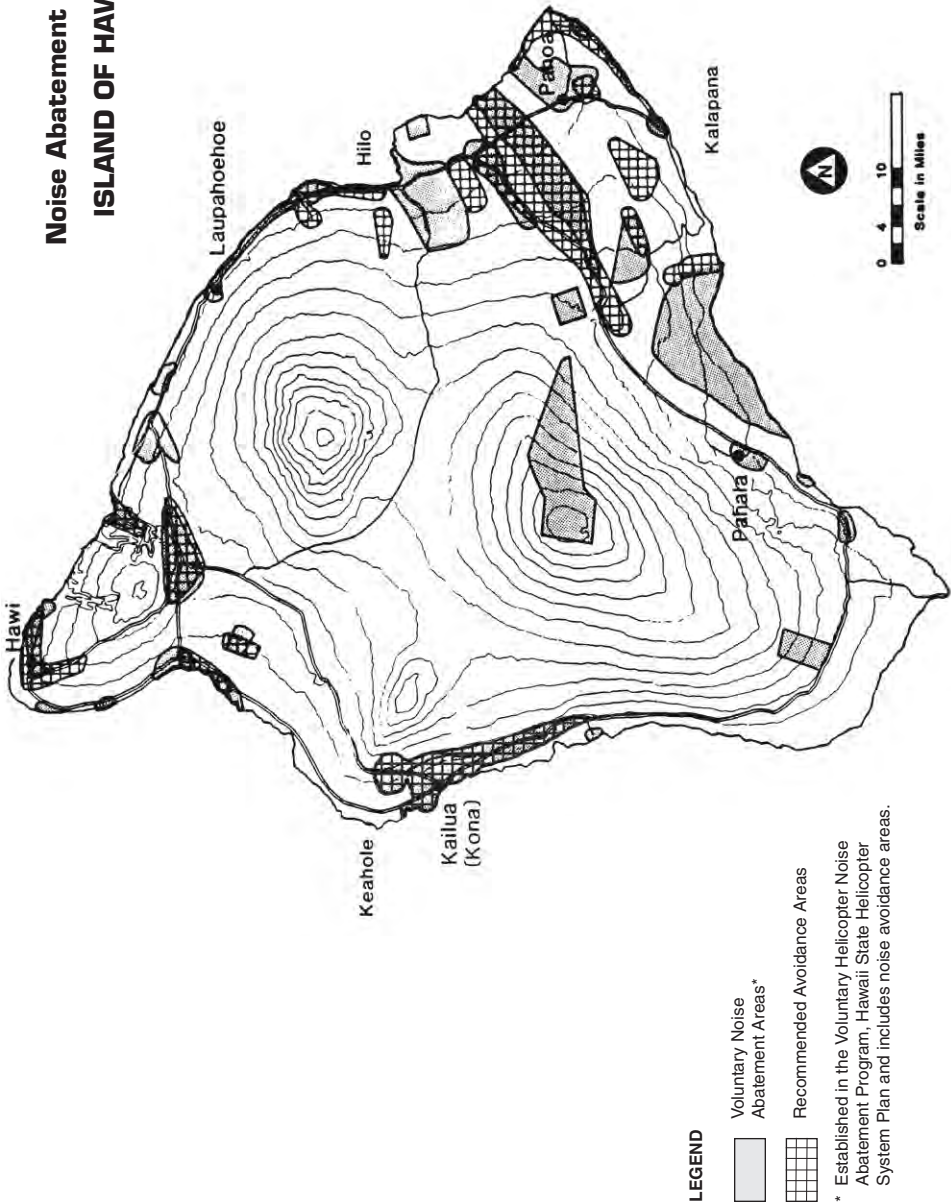 Noise Abatement
ISLAND OF HAW
Hawi
Laupahoehoe
Hilo
Pahoa
Keahole
Kailua
(Kona)
Pahala
Kalapana
N
0 4 10
Scale in Miles
LEGEND
Voluntary Noise
Abatement Areas*
Recommended Avoidance Areas
* Established in the Voluntary Helicopter Noise
Abatement Program, Hawaii State Helicopter
System Plan and includes noise avoidance areas.